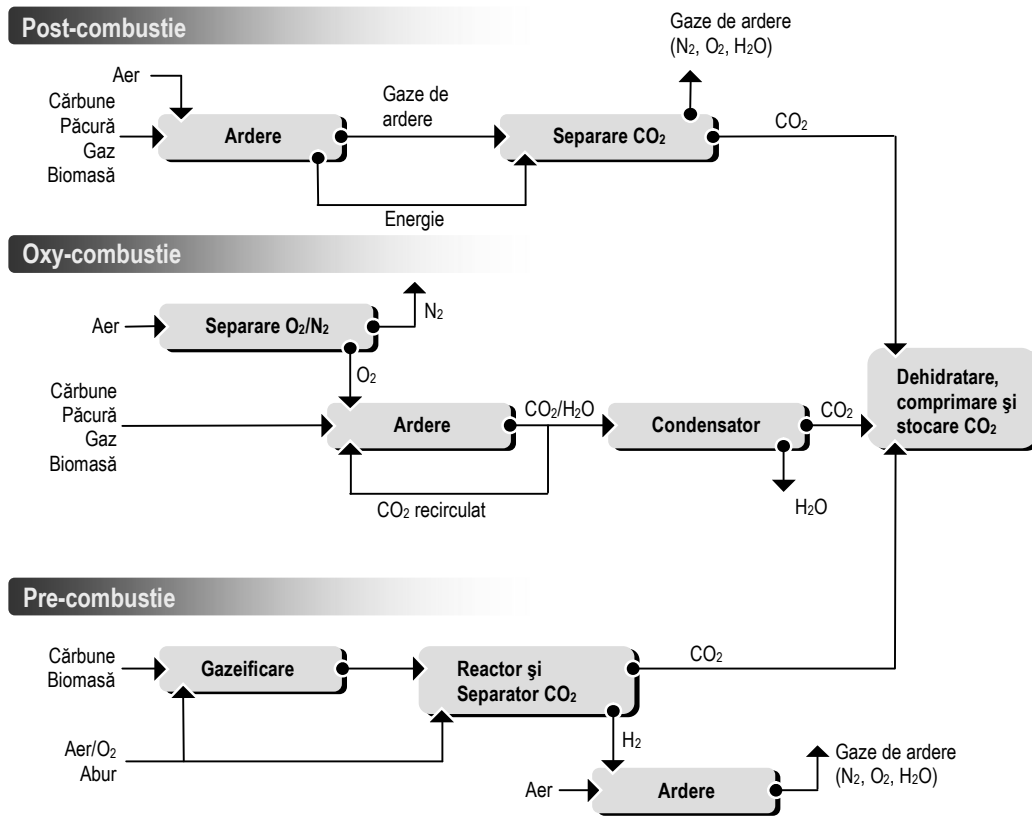 Post-combustie
Gaze de ardere
(N₂, O₂, H₂O)
Aer
Cărbune
Păcură
Gaz
Biomasă
Ardere
Gaze de
ardere
Separare CO₂
CO₂
Energie
Oxy-combustie
Aer
Separare O₂/N₂
N₂
O₂
Cărbune
Păcură
Gaz
Biomasă
Ardere
CO₂/H₂O
Condensator
CO₂
Dehidratare,
comprimare şi
stocare CO₂
CO₂ recirculat
H₂O
Pre-combustie
Cărbune
Biomasă
Gazeificare
Reactor şi
Separator CO₂
CO₂
Aer/O₂
Abur
H₂
Aer
Ardere
Gaze de ardere
(N₂, O₂, H₂O)